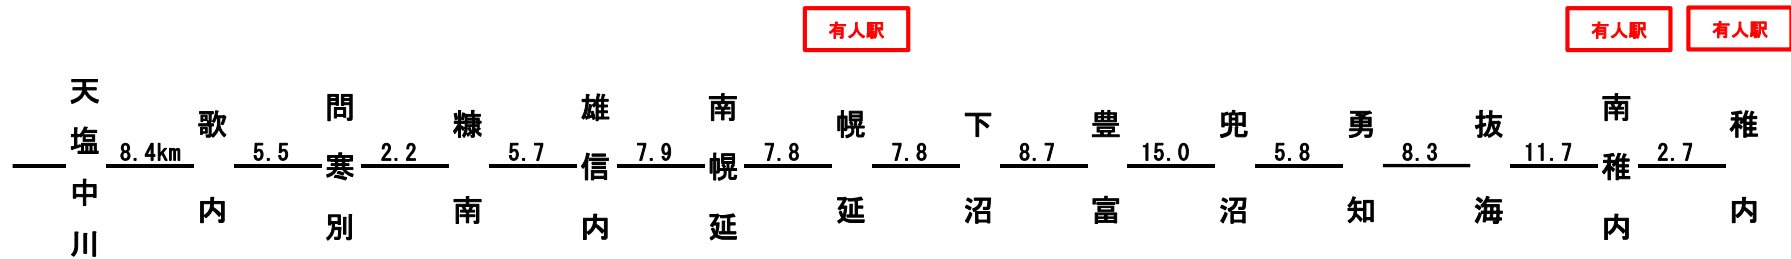 有人駅
有人駅
有人駅
天塩中川
8.4km
歌内
5.5
問寒別
2.2
糠南
5.7
雄信内
7.9
南幌延
7.8
幌延
7.8
下沼
8.7
豊富
15.0
兜沼
5.8
勇知
8.3
抜海
11.7
南稚内
2.7
稚内